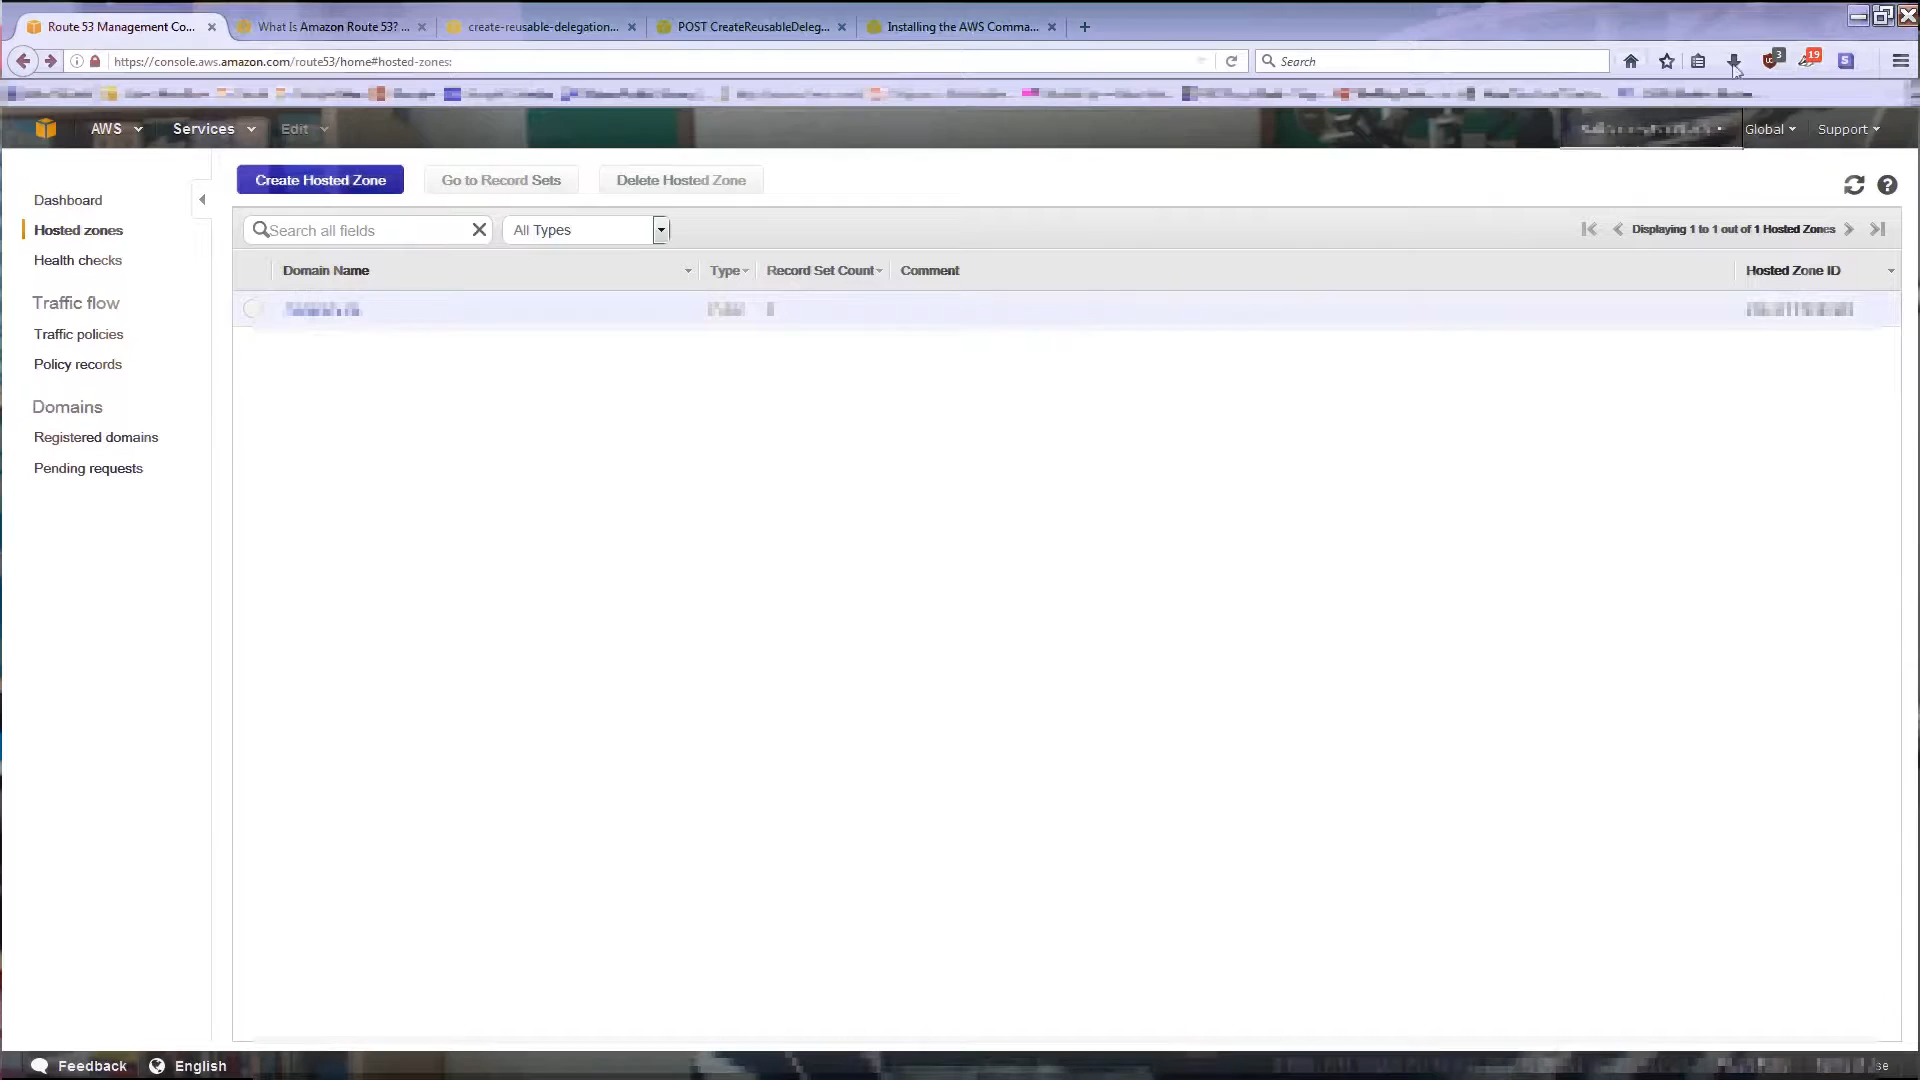 Route 53 Management Co...
What Is Amazon Route 53? ...
create-reusable-delegation...
POST CreateReusableDeleg...
Installing the AWS Comma...
https://console.aws.amazon.com/route53/home#hosted-zones:
Search
3
19
S
AWS
Services
Edit
Global
Support
Dashboard
Hosted zones
Health checks
Traffic flow
Traffic policies
Policy records
Domains
Registered domains
Pending requests
Create Hosted Zone
Go to Record Sets
Delete Hosted Zone
Search all fields
All Types
Displaying 1 to 1 out of 1 Hosted Zones
Domain Name
Type
Record Set Count
Comment
Hosted Zone ID
Feedback
English
se